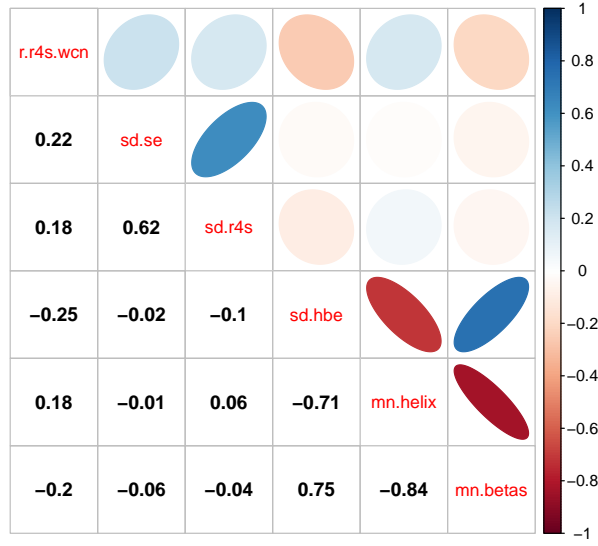 r.r4s.wcn
0.22 sd.se
0.18 0.62 sd.r4s
−0.25 −0.02 −0.1 sd.hbe
0.18 −0.01 0.06 −0.71 mn.helix
−0.2 −0.06 −0.04 0.75 −0.84 mn.betas
1
0.8
0.6
0.4
0.2
0
−0.2
−0.4
−0.6
−0.8
−1